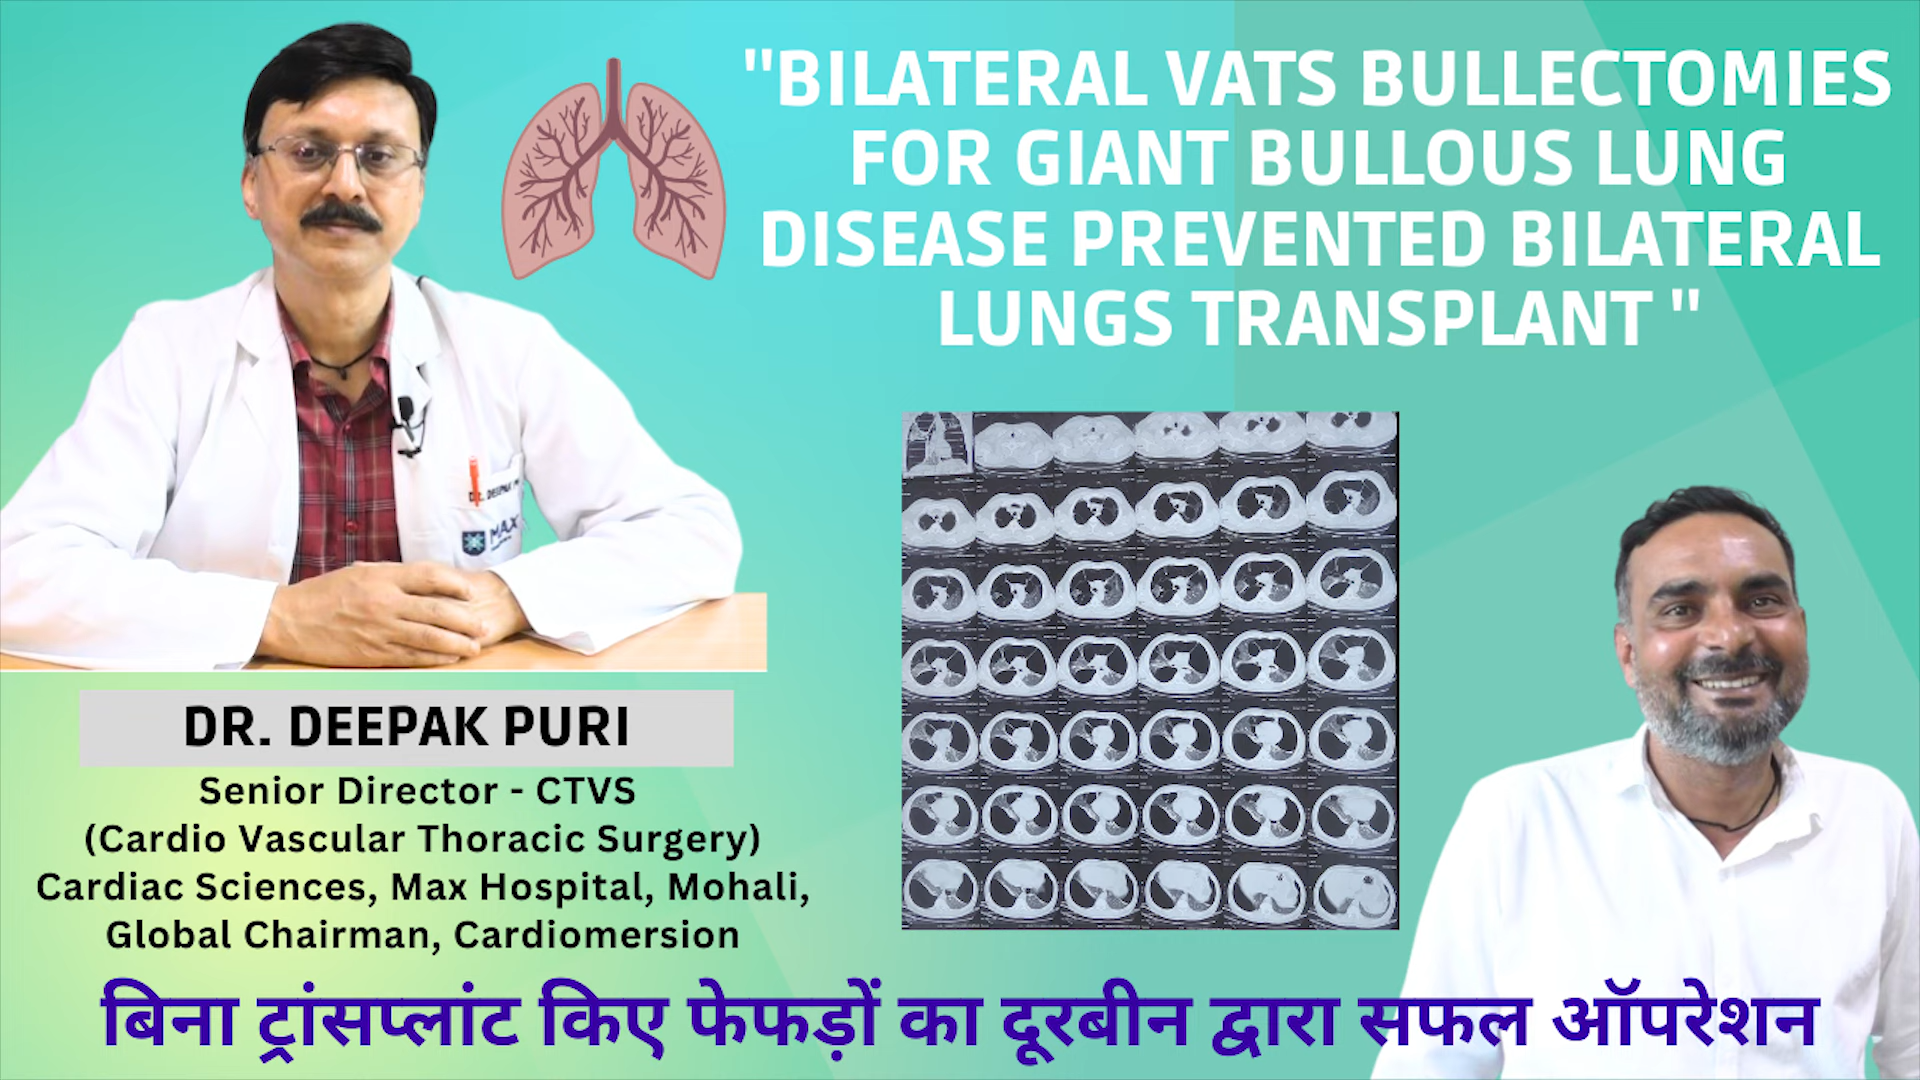 "BILATERAL VATS BULLECTOMIES
FOR GIANT BULLOUS LUNG
DISEASE PREVENTED BILATERAL
LUNGS TRANSPLANT "
MAX
DR. DEEPAK PURI
Senior Director - CTVS
(Cardio Vascular Thoracic Surgery)
Cardiac Sciences, Max Hospital, Mohali,
Global Chairman, Cardiomersion
बिना ट्रांसप्लांट किए फेफड़ों का दूरबीन द्वारा सफल ऑपरेशन